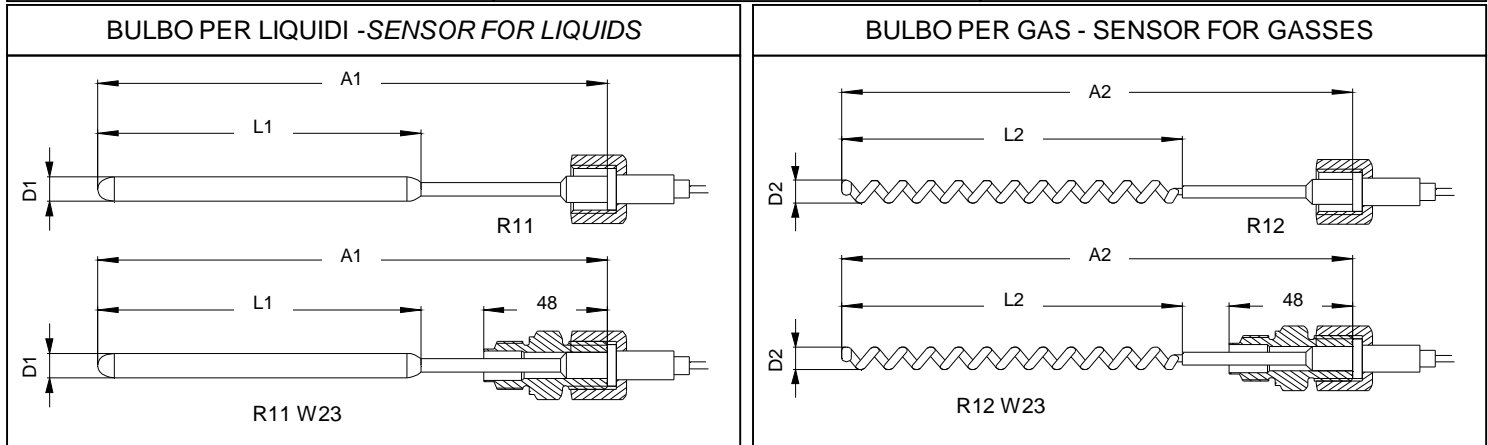 BULBO PER LIQUIDI -SENSOR FOR LIQUIDS
A1
L1
D1
R11
A1
L1
48
D1
R11 W23
BULBO PER GAS - SENSOR FOR GASSES
A2
L2
D2
R12
A2
L2
48
D2
R12 W23